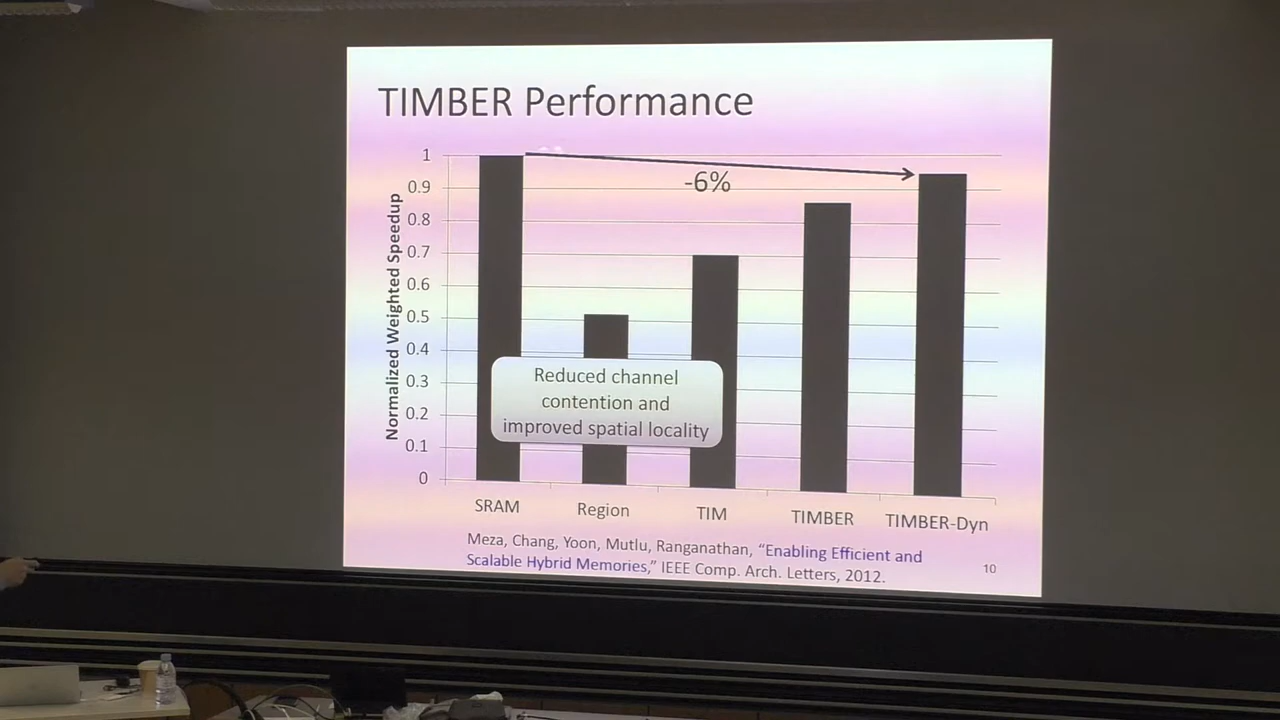 TIMBER Performance
Normalized Weighted Speedup
1
0.9
0.8
0.7
0.6
0.5
0.4
0.3
0.2
0.1
0
-6%
Reduced channel
contention and
improved spatial locality
SRAM
Region
TIM
TIMBER
TIMBER-Dyn
Meza, Chang, Yoon, Mutlu, Ranganathan, “Enabling Efficient and
Scalable Hybrid Memories,” IEEE Comp. Arch. Letters, 2012.
10